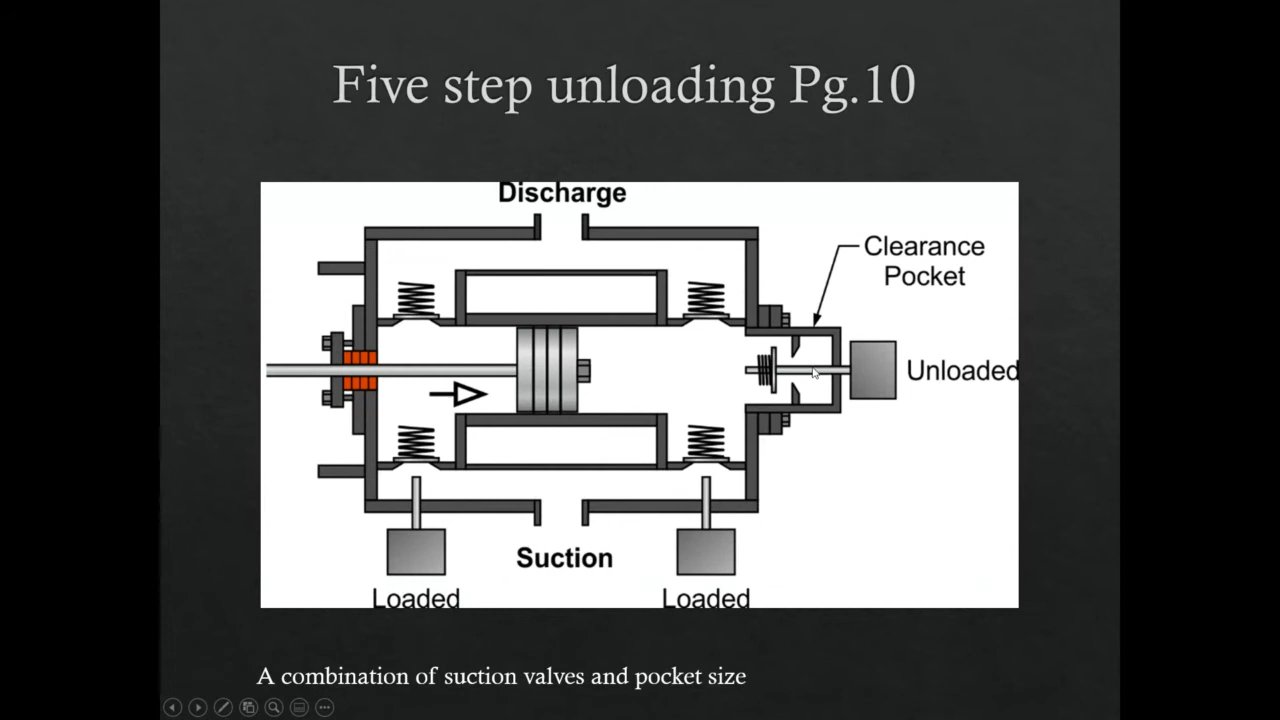 Five step unloading Pg.10
Discharge
Clearance
Pocket
Unloaded
Suction
Loaded
Loaded
A combination of suction valves and pocket size